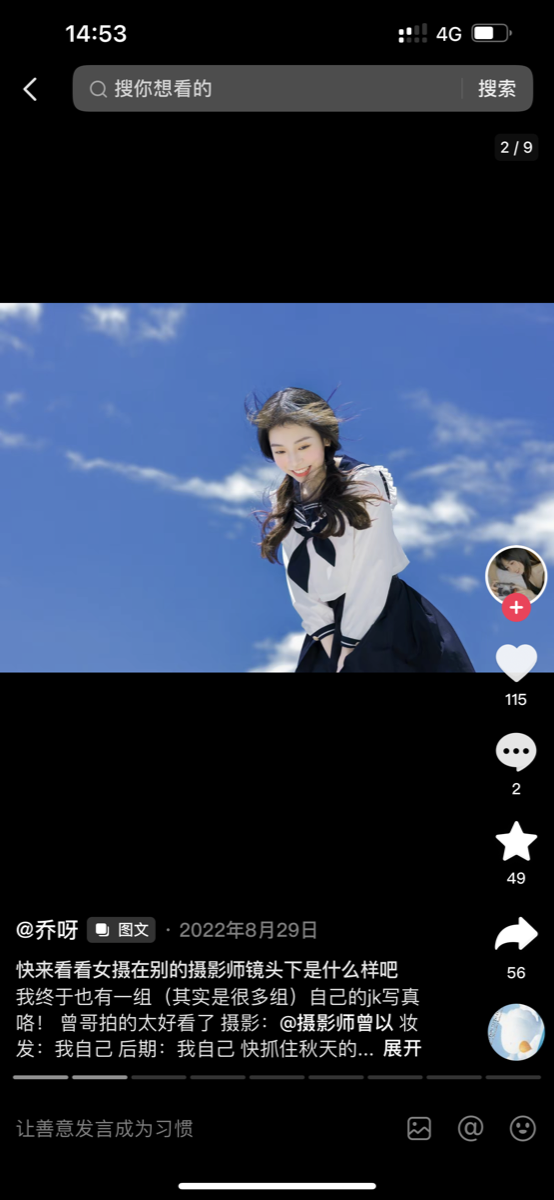 14:53
4G
搜你想看的
搜索
2 / 9
115
2
49
56
@乔呀 图文 · 2022年8月29日
快来看看女摄在别的摄影师镜头下是什么样吧
我终于也有一组（其实是很多组）自己的jk写真
咯！ 曾哥拍的太好看了 摄影：@摄影师曾以 妆
发：我自己 后期：我自己 快抓住秋天的... 展开
让善意发言成为习惯